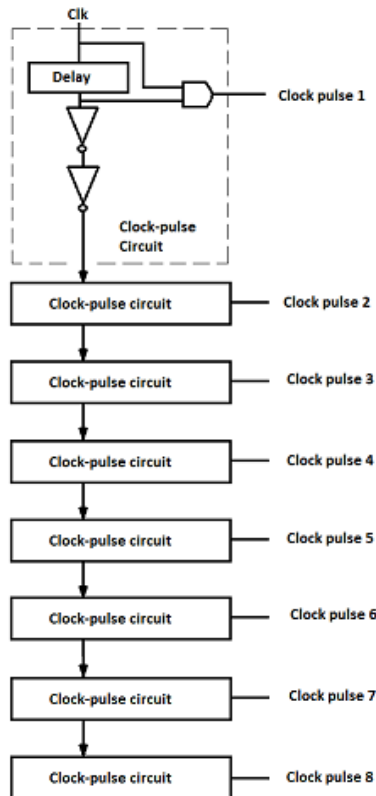 Clk
Delay
Clock pulse 1
Clock-pulse
Circuit
Clock-pulse circuit
Clock pulse 2
Clock-pulse circuit
Clock pulse 3
Clock-pulse circuit
Clock pulse 4
Clock-pulse circuit
Clock pulse 5
Clock-pulse circuit
Clock pulse 6
Clock-pulse circuit
Clock pulse 7
Clock-pulse circuit
Clock pulse 8